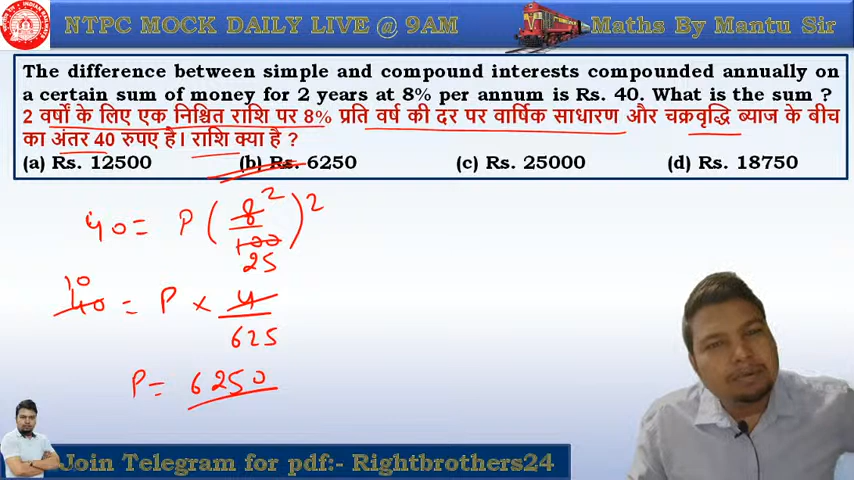 NTPC MOCK DAILY LIVE @ 9AM
Maths By Mantu Sir
The difference between simple and compound interests compounded annually on
a certain sum of money for 2 years at 8% per annum is Rs. 40. What is the sum ?
2 वर्षों के लिए एक निश्चित राशि पर 8% प्रति वर्ष की दर पर वार्षिक साधारण और चक्रवृद्धि ब्याज के बीच
का अंतर 40 रुपए है। राशि क्या है ?
(a) Rs. 12500 (b) Rs. 6250 (c) Rs. 25000 (d) Rs. 18750
40 = P ( 8 2 / 100 25 ) 2
10
40 = P × 4 / 625
P = 6250
Join Telegram for pdf:- Rightbrothers24